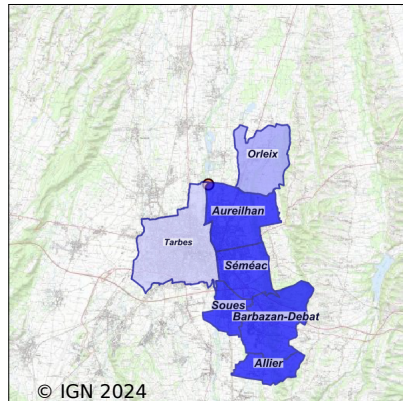 Orleix
Aureilhan
Tarbes
Séméac
Soues
Barbazan-Debat
Allier
© IGN 2024